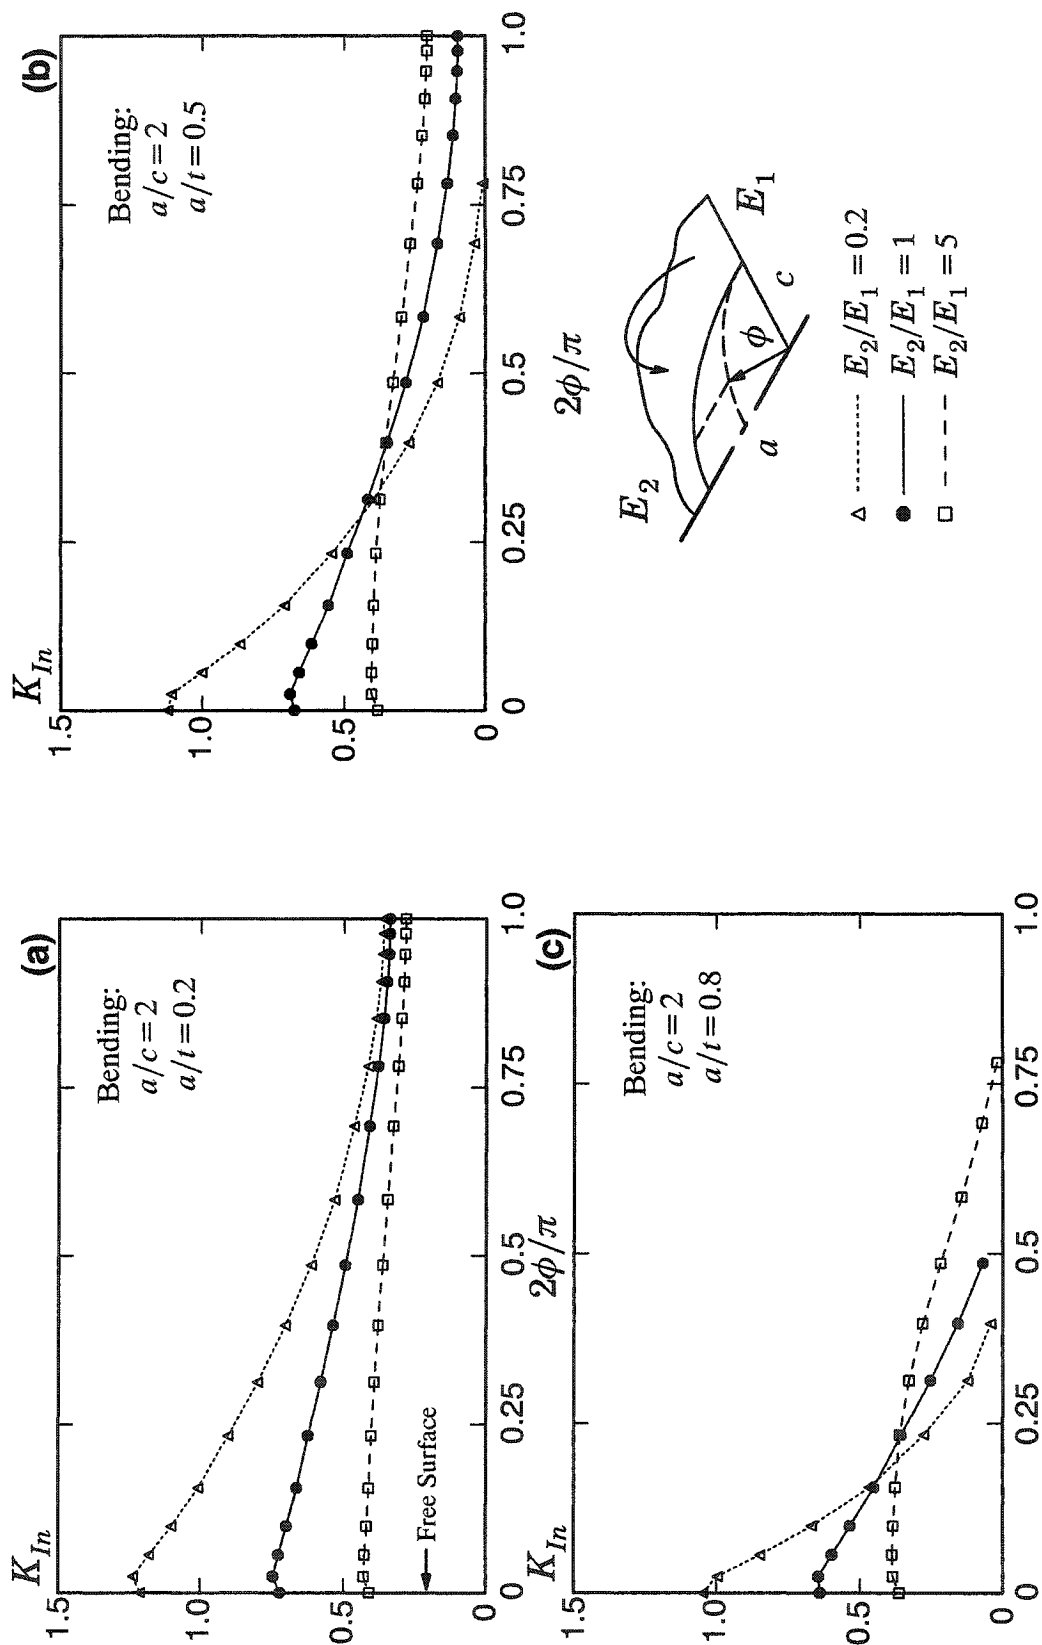 (a)
K_In
1.5
1.0
0.5
0
Bending:
a/c=2
a/t=0.2
Free Surface
0
0.25
0.5
0.75
1.0
2ϕ/π
(b)
K_In
1.5
1.0
0.5
0
Bending:
a/c=2
a/t=0.5
0
0.25
0.5
0.75
1.0
2ϕ/π
(c)
K_In
1.5
1.0
0.5
0
Bending:
a/c=2
a/t=0.8
0
0.25
0.5
0.75
1.0
E_2
E_1
a
ϕ
c
E_2/E_1=0.2
E_2/E_1=1
E_2/E_1=5